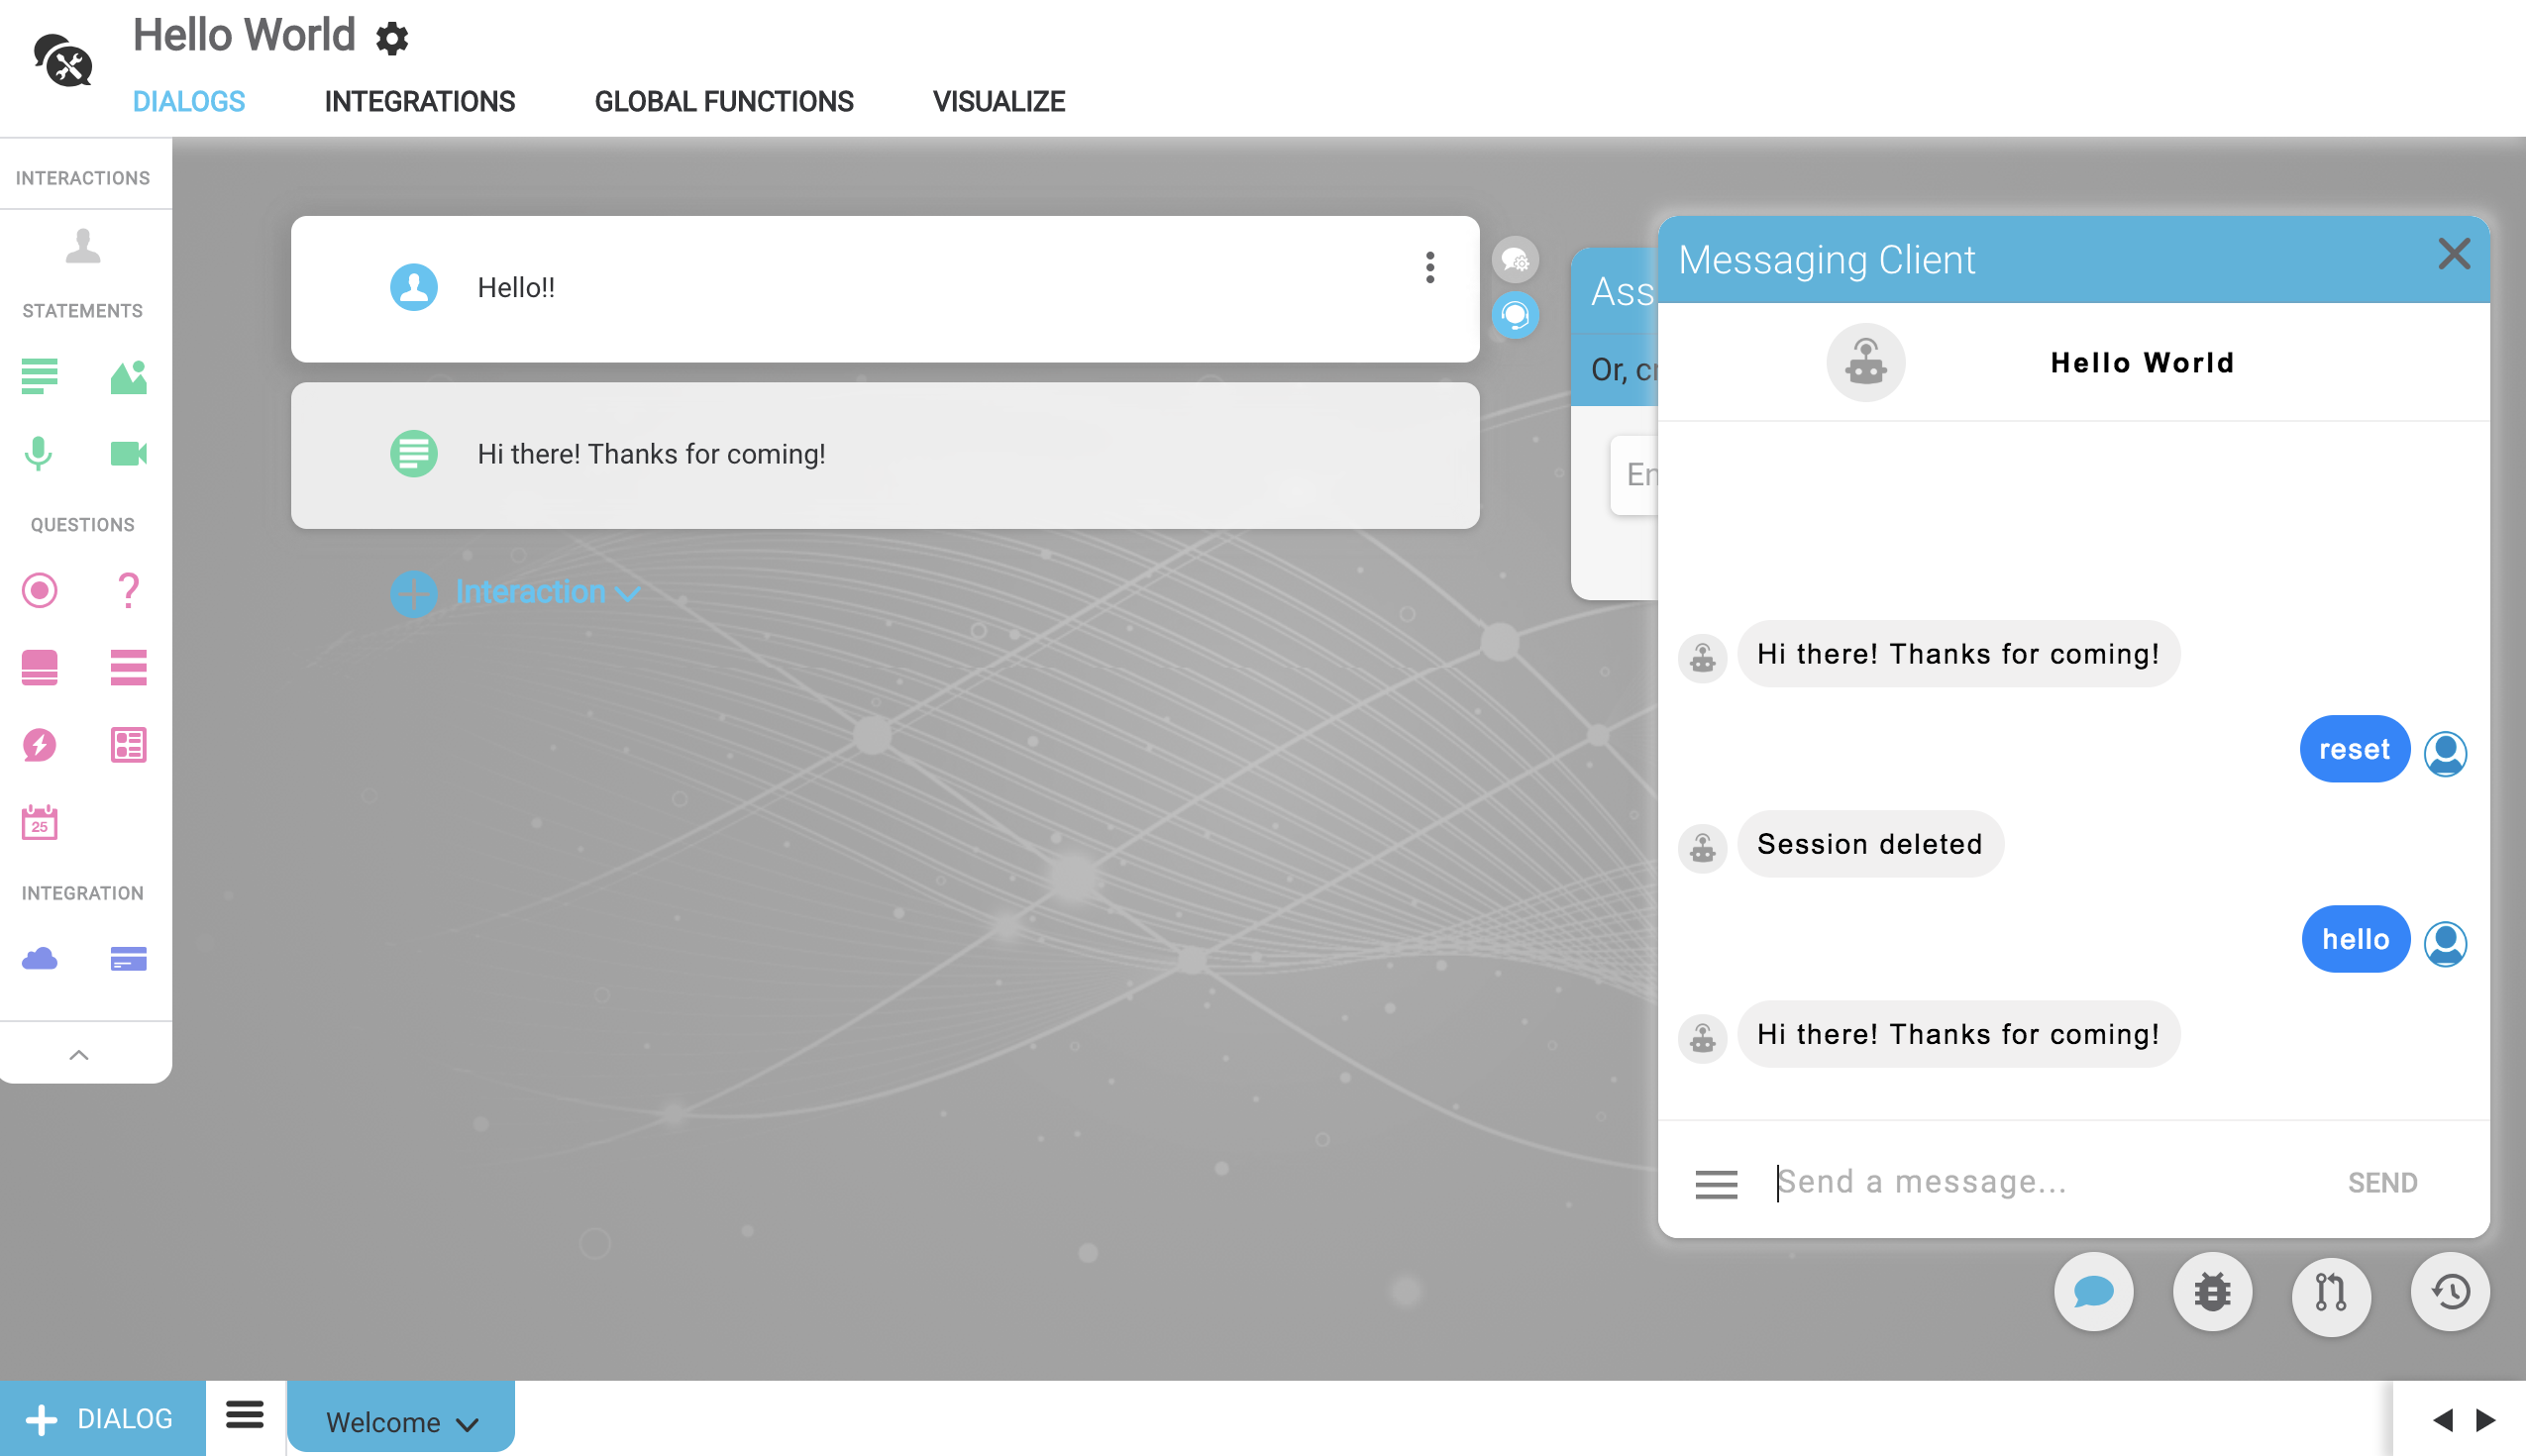 Hello World
DIALOGS INTEGRATIONS GLOBAL FUNCTIONS VISUALIZE
INTERACTIONS
STATEMENTS
QUESTIONS
25
INTEGRATION
Hello!!
Hi there! Thanks for coming!
Interaction
Ass
Or, cr
En
Messaging Client
Hello World
Hi there! Thanks for coming!
reset
Session deleted
hello
Hi there! Thanks for coming!
Send a message... SEND
DIALOG Welcome